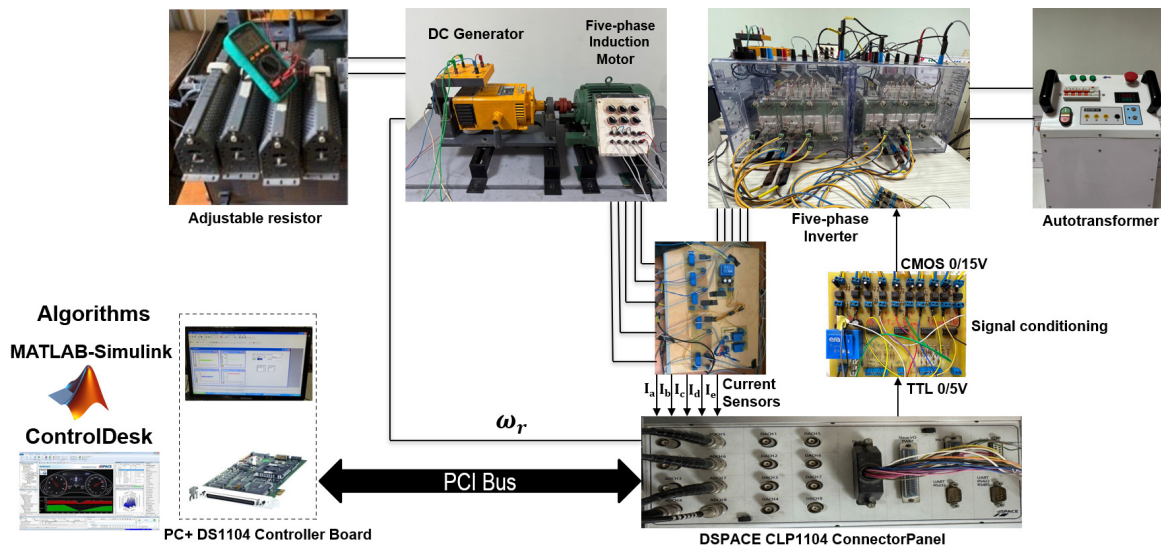 DC Generator
Five-phase
Induction
Motor
Adjustable resistor
Five-phase
Inverter
Autotransformer
CMOS 0/15V
Signal conditioning
TTL 0/5V
Algorithms
MATLAB-Simulink
ControlDesk
Ia Ib Ic Id Ie
Current
Sensors
ωr
PCI Bus
PC+ DS1104 Controller Board
DSPACE CLP1104 ConnectorPanel